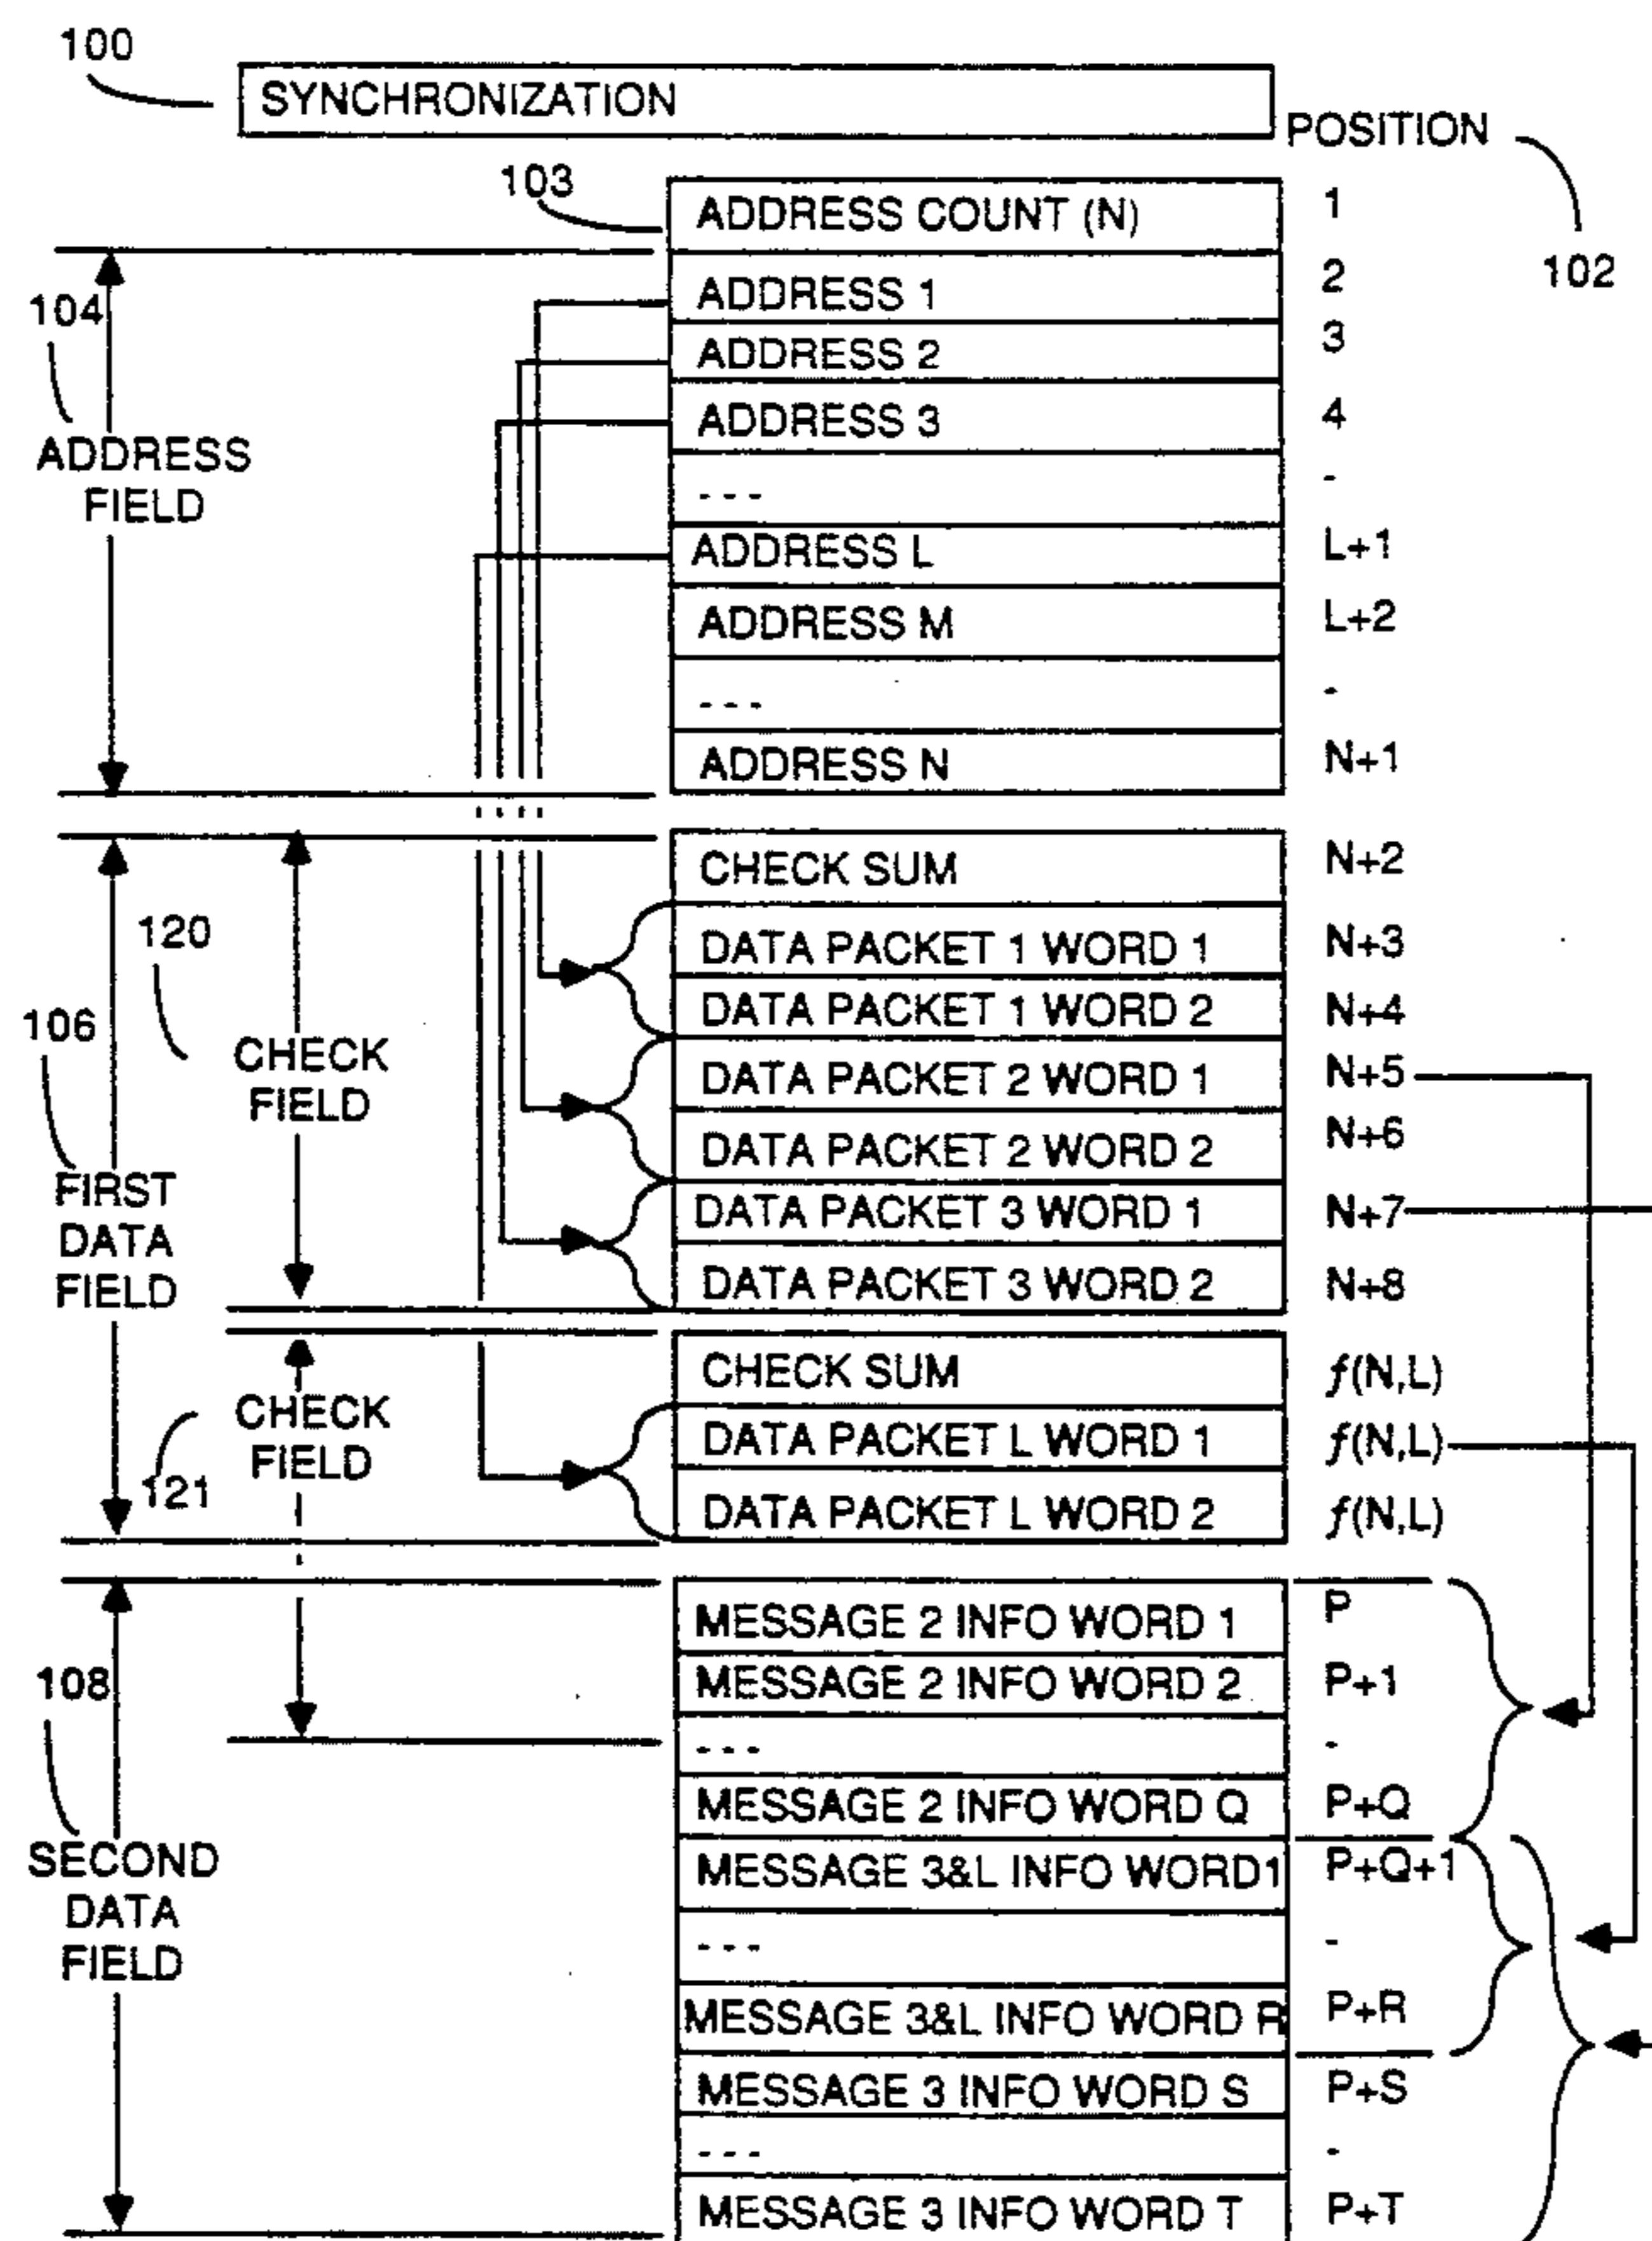 100
SYNCHRONIZATION
POSITION
102
103
ADDRESS COUNT (N) 1
ADDRESS 1 2
ADDRESS 2 3
ADDRESS 3 4
- - - -
ADDRESS L L+1
ADDRESS M L+2
- - - -
ADDRESS N N+1
104
ADDRESS
FIELD
CHECK SUM N+2
DATA PACKET 1 WORD 1 N+3
DATA PACKET 1 WORD 2 N+4
DATA PACKET 2 WORD 1 N+5
DATA PACKET 2 WORD 2 N+6
DATA PACKET 3 WORD 1 N+7
DATA PACKET 3 WORD 2 N+8
120
CHECK
FIELD
106
FIRST
DATA
FIELD
CHECK SUM f(N,L)
DATA PACKET L WORD 1 f(N,L)
DATA PACKET L WORD 2 f(N,L)
CHECK
FIELD
121
MESSAGE 2 INFO WORD 1 P
MESSAGE 2 INFO WORD 2 P+1
- - - -
MESSAGE 2 INFO WORD Q P+Q
MESSAGE 3&L INFO WORD1 P+Q+1
- - - -
MESSAGE 3&L INFO WORD R P+R
MESSAGE 3 INFO WORD S P+S
- - - -
MESSAGE 3 INFO WORD T P+T
108
SECOND
DATA
FIELD